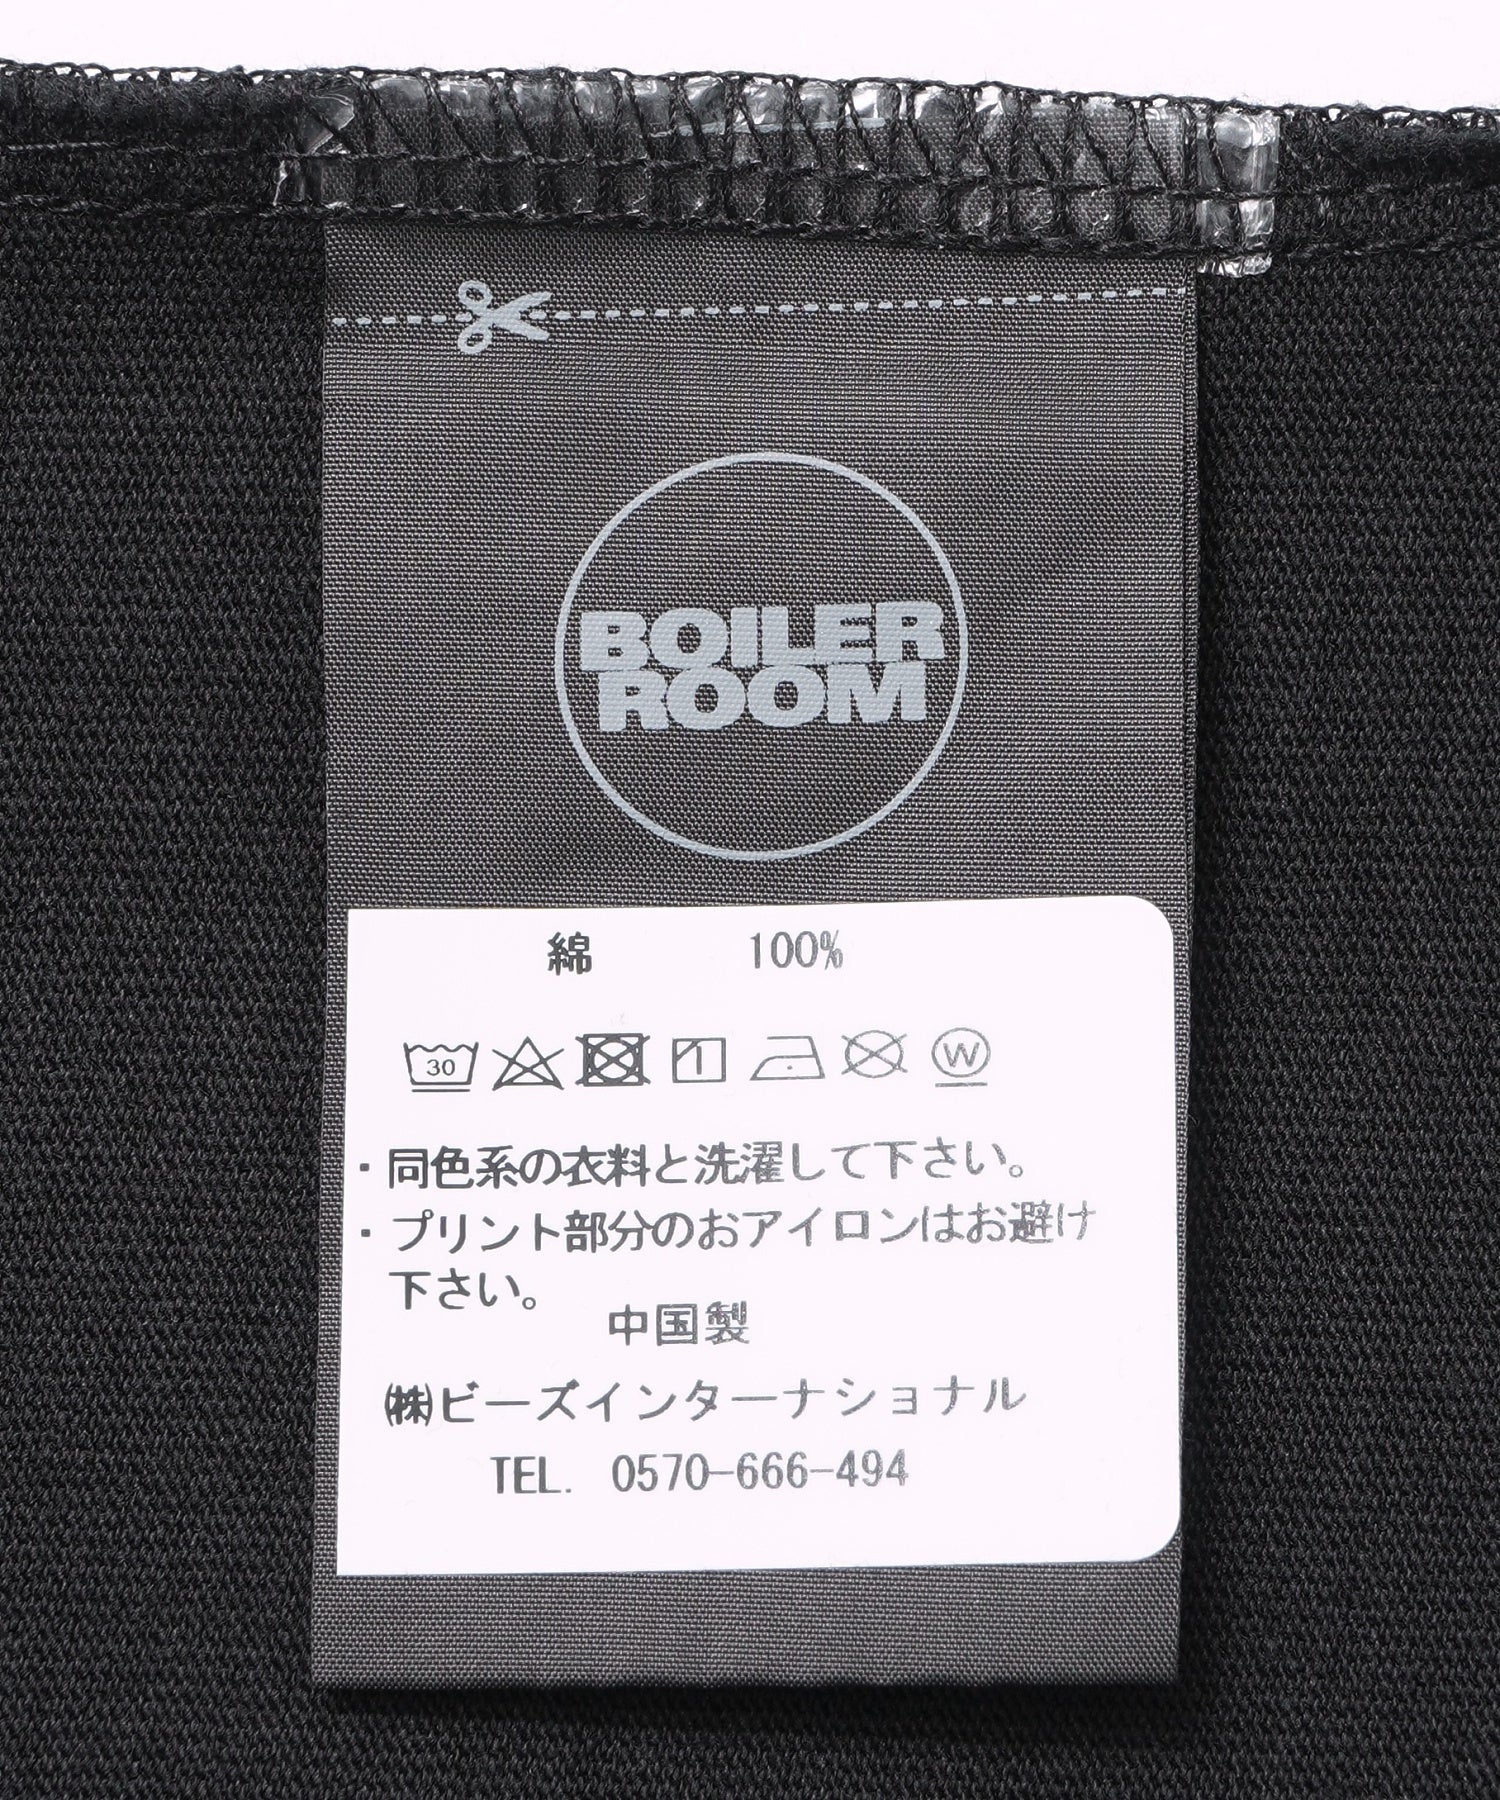 BOILER
ROOM
綿 100%
30 1 W
・同色系の衣料と洗濯して下さい。
・プリント部分のおアイロンはお避け
下さい。
中国製
㈱ビーズインターナショナル
TEL. 0570-666-494